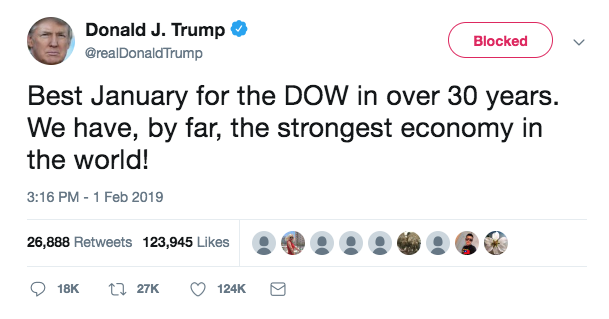 Donald J. Trump
Blocked
@realDonaldTrump
Best January for the DOW in over 30 years.
We have, by far, the strongest economy in
the world!
3:16 PM - 1 Feb 2019
26,888 Retweets 123,945 Likes
18K 27K 124K